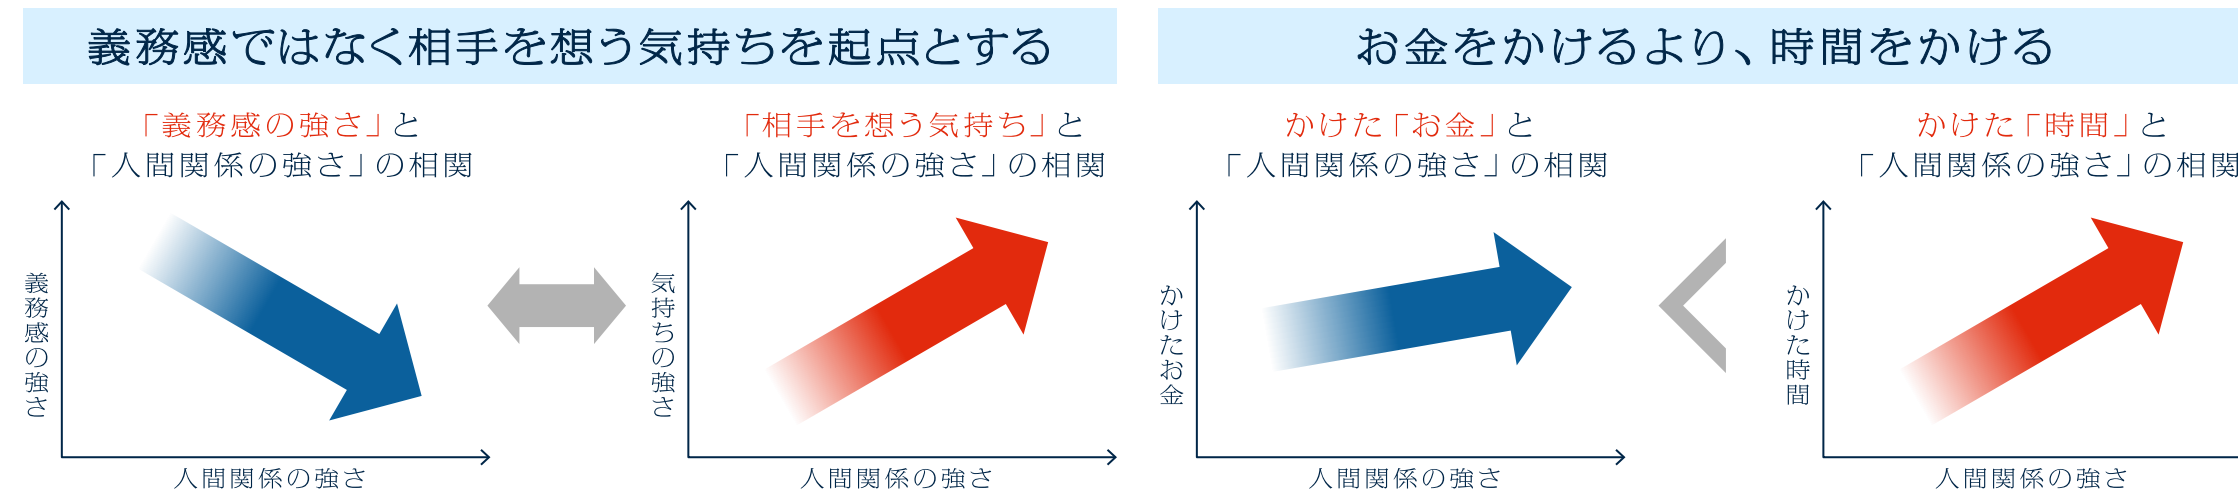 義務感ではなく相手を想う気持ちを起点とする
「義務感の強さ」と
「人間関係の強さ」の相関
義務感の強さ
人間関係の強さ
「相手を想う気持ち」と
「人間関係の強さ」の相関
気持ちの強さ
人間関係の強さ
お金をかけるより、時間をかける
かけた「お金」と
「人間関係の強さ」の相関
かけたお金
人間関係の強さ
かけた「時間」と
「人間関係の強さ」の相関
かけた時間
人間関係の強さ